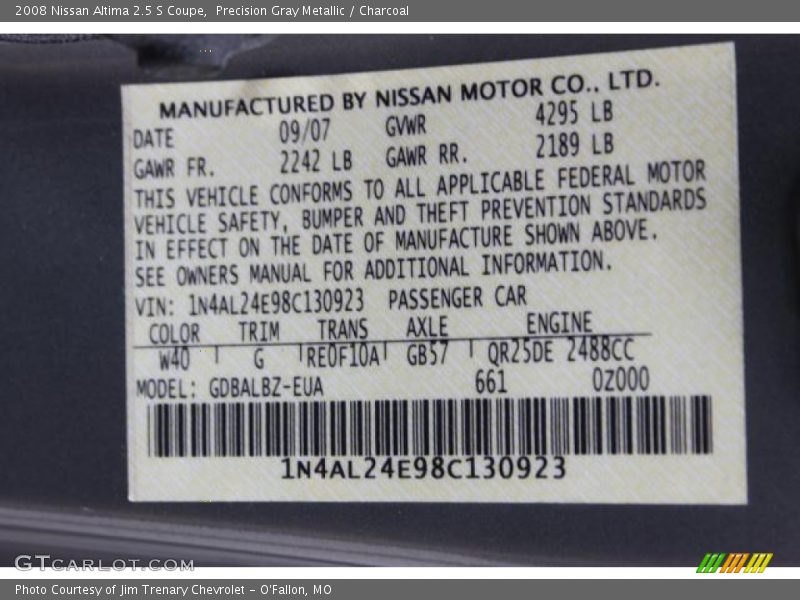 2008 Nissan Altima 2.5 S Coupe, Precision Gray Metallic / Charcoal
MANUFACTURED BY NISSAN MOTOR CO., LTD.
DATE 09/07 GVWR 4295 LB
GAWR FR. 2242 LB GAWR RR. 2189 LB
THIS VEHICLE CONFORMS TO ALL APPLICABLE FEDERAL MOTOR
VEHICLE SAFETY, BUMPER AND THEFT PREVENTION STANDARDS
IN EFFECT ON THE DATE OF MANUFACTURE SHOWN ABOVE.
SEE OWNERS MANUAL FOR ADDITIONAL INFORMATION.
VIN: 1N4AL24E98C130923 PASSENGER CAR
COLOR TRIM TRANS AXLE ENGINE
W40 G RE0F10A GB57 QR25DE 2488CC
MODEL: GDBALBZ-EUA 661 0Z000
1N4AL24E98C130923
GTCARLOT.COM
Photo Courtesy of Jim Trenary Chevrolet - O'Fallon, MO